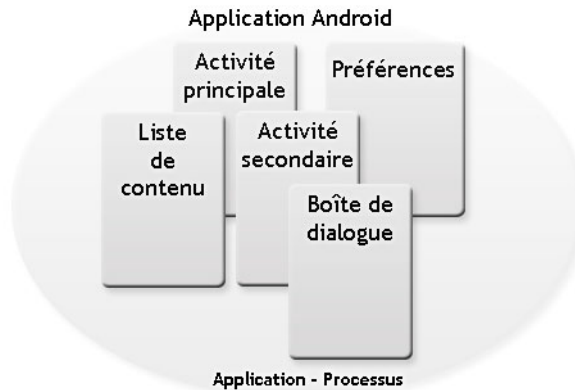 Application Android
Activité
principale
Préférences
Liste
de
contenu
Activité
secondaire
Boîte de
dialogue
Application - Processus